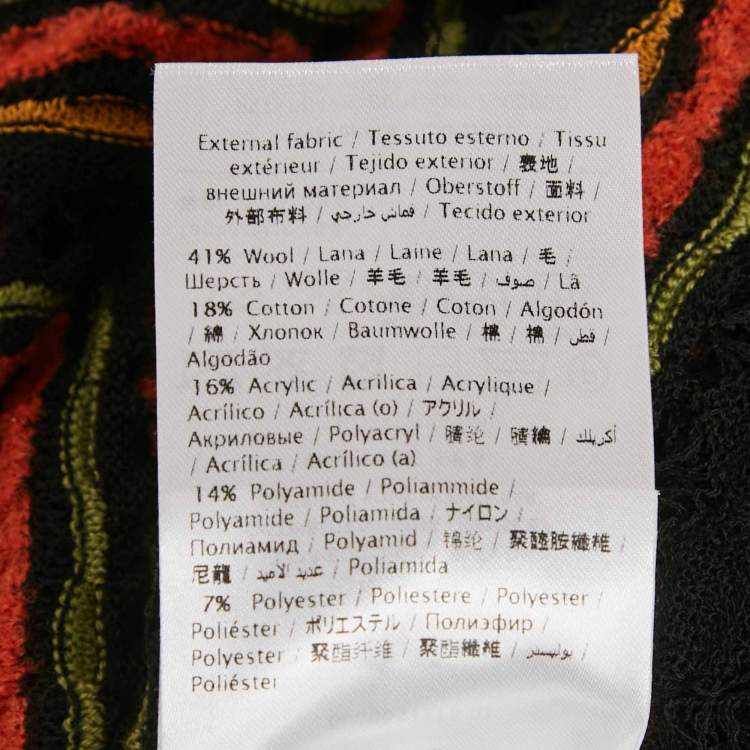 External fabric / Tessuto esterno / Tissu
extérieur / Tejido exterior / 表地 /
внешний материал / Oberstoff / 面料 /
外部布料 / قماش خارجي / Tecido exterior
41% Wool / Lana / Laine / Lana / 毛 /
Шерсть / Wolle / 羊毛 / 羊毛 / صوف / Lã
18% Cotton / Cotone / Coton / Algodón
/ 綿 / Хлопок / Baumwolle / 棉 / 棉 / قطن /
Algodão
16% Acrylic / Acrilica / Acrylique /
Acrílico / Acrílica (o) / アクリル /
Акриловые / Polyacryl / 腈纶 / 腈綸 / أكريلك
/ Acrílica / Acrílico (a)
14% Polyamide / Poliammide /
Polyamide / Poliamida / ナイロン /
Полиамид / Polyamid / 锦纶 / 聚醯胺纖維 /
尼龍 / عديد الأميد / Poliamida
7% Polyester / Poliestere / Polyester /
Poliéster / ポリエステル / Полиэфир /
Polyester / 聚酯纤维 / 聚酯纖維 / بوليستر /
Poliéster